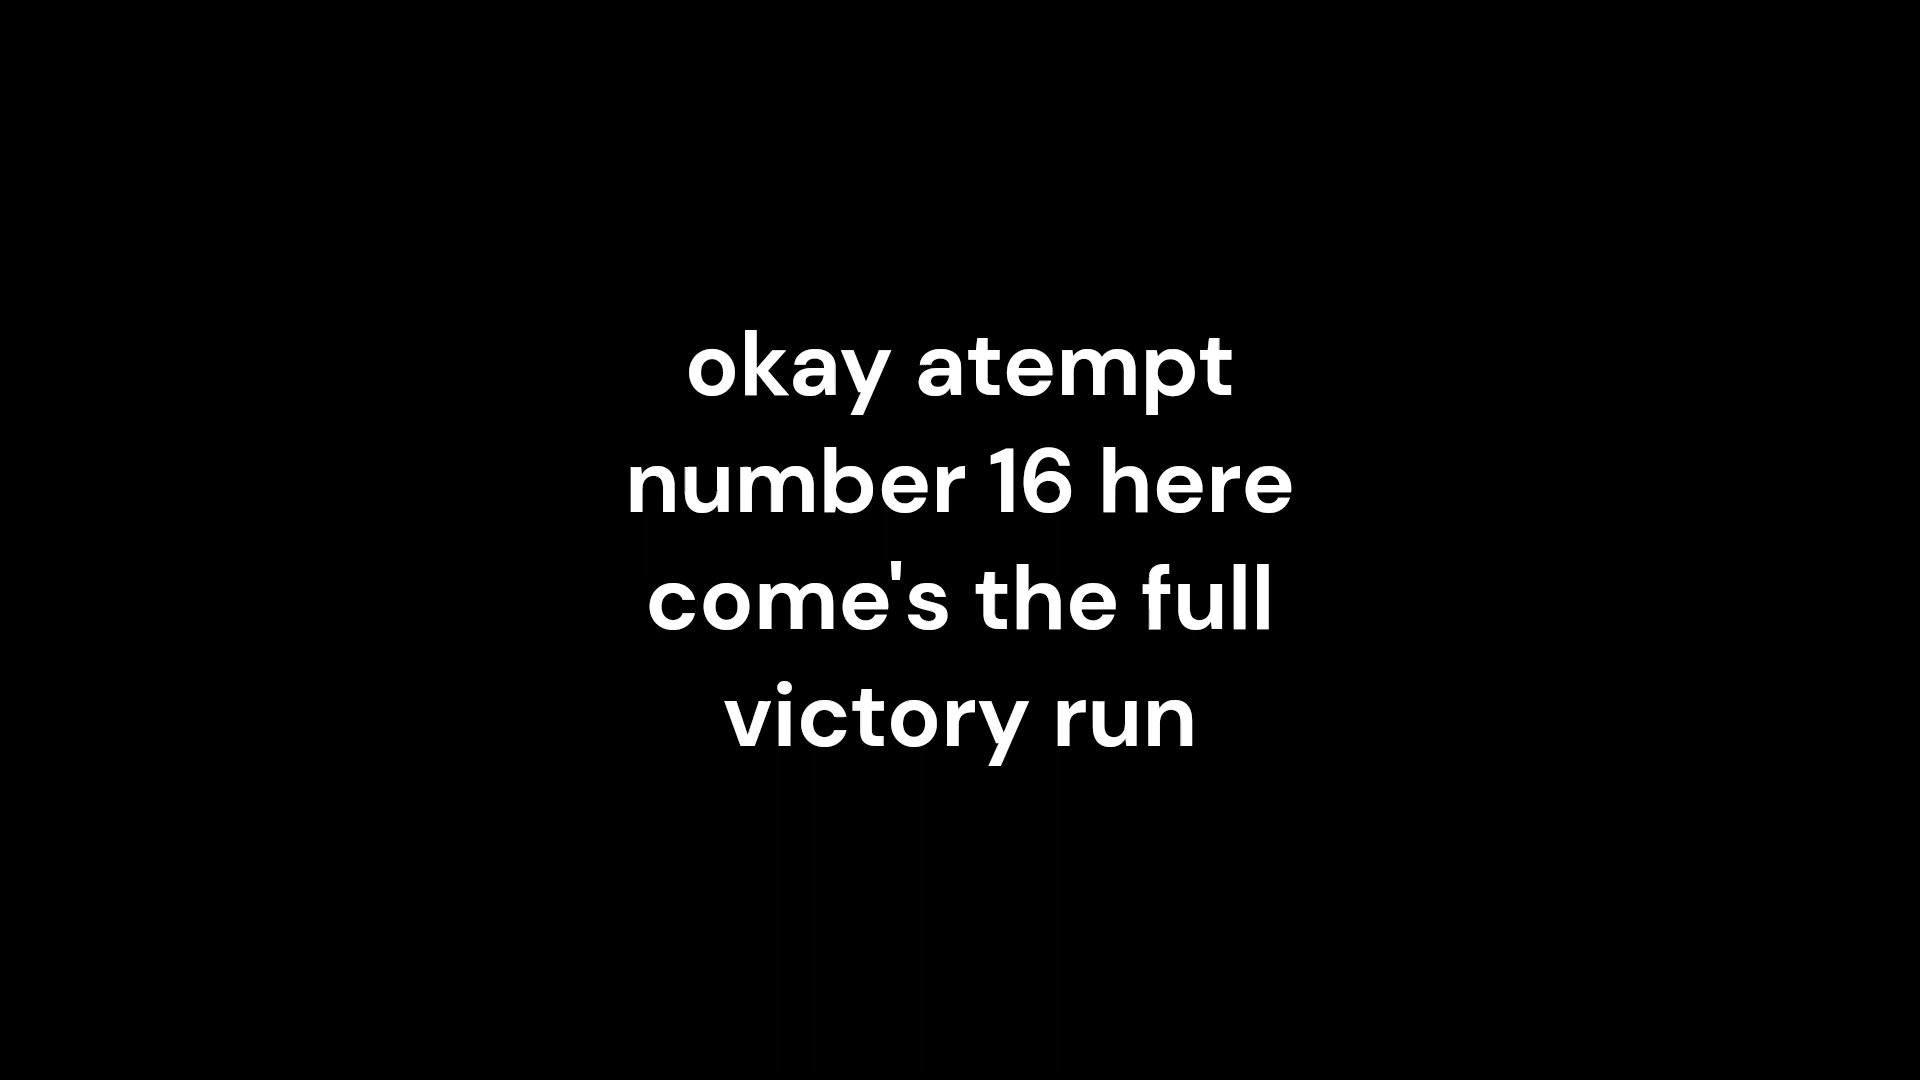 okay atempt
number 16 here
come's the full
victory run